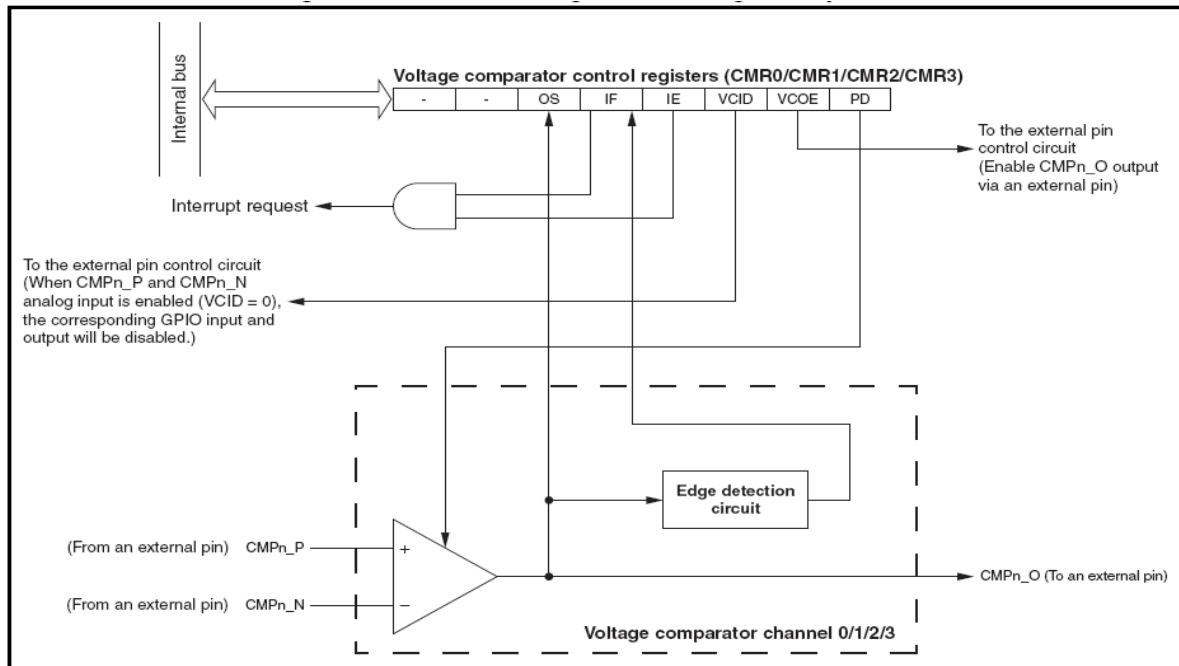 Internal bus
Voltage comparator control registers (CMR0/CMR1/CMR2/CMR3)
- - OS IF IE VCID VCOE PD
To the external pin
control circuit
(Enable CMPn_O output
via an external pin)
Interrupt request
To the external pin control circuit
(When CMPn_P and CMPn_N
analog input is enabled (VCID = 0),
the corresponding GPIO input and
output will be disabled.)
Edge detection
circuit
(From an external pin) CMPn_P +
(From an external pin) CMPn_N −
CMPn_O (To an external pin)
Voltage comparator channel 0/1/2/3